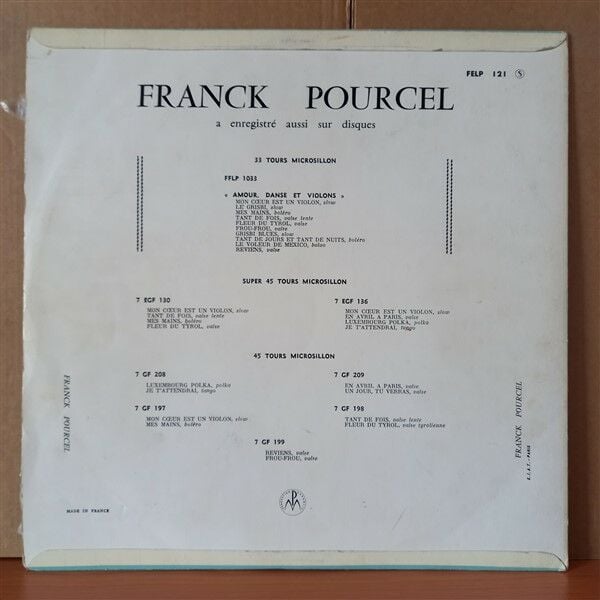 FELP 121 Ⓢ
FRANCK POURCEL
a enregistré aussi sur disques
33 TOURS MICROSILLON
FFLP 1033
« AMOUR, DANSE ET VIOLONS »
MON CŒUR EST UN VIOLON, slow
LE GRISBI, slow
MES MAINS, boléro
TANT DE FOIS, valse lente
FLEUR DU TYROL, valse
FROU-FROU, valse
GRISBI BLUES, slow
TANT DE JOURS ET TANT DE NUITS, boléro
LE VOLEUR DE MEXICO, baiao
REVIENS, valse
SUPER 45 TOURS MICROSILLON
7 EGF 130
MON CŒUR EST UN VIOLON, slow
TANT DE FOIS, valse lente
MES MAINS, boléro
FLEUR DU TYROL, valse
7 EGF 136
MON CŒUR EST UN VIOLON, slow
EN AVRIL A PARIS, valse
LUXEMBOURG POLKA, polka
JE T'ATTENDRAI, tango
45 TOURS MICROSILLON
7 GF 208
LUXEMBOURG POLKA, polka
JE T'ATTENDRAI, tango
7 GF 209
EN AVRIL A PARIS, valse
UN JOUR, TU VERRAS, valse
7 GF 197
MON CŒUR EST UN VIOLON, slow
MES MAINS, boléro
7 GF 198
TANT DE FOIS, valse lente
FLEUR DU TYROL, valse tyrolienne
7 GF 199
REVIENS, valse
FROU-FROU, valse
FRANCK POURCEL
FRANCK POURCEL
MADE IN FRANCE